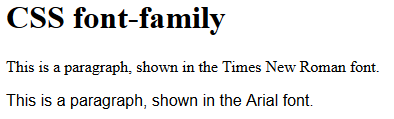 CSS font-family
This is a paragraph, shown in the Times New Roman font.
This is a paragraph, shown in the Arial font.